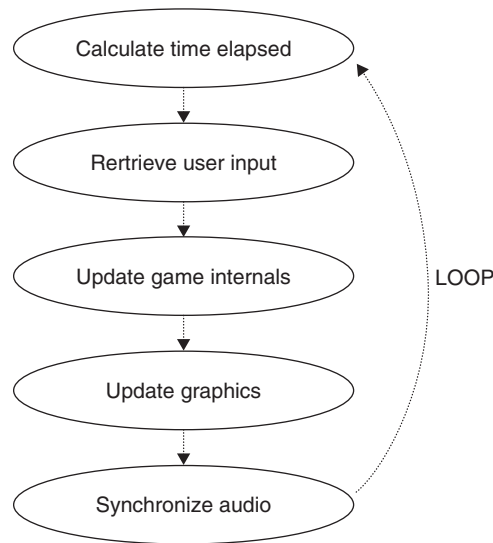 Calculate time elapsed
Rertrieve user input
Update game internals
LOOP
Update graphics
Synchronize audio